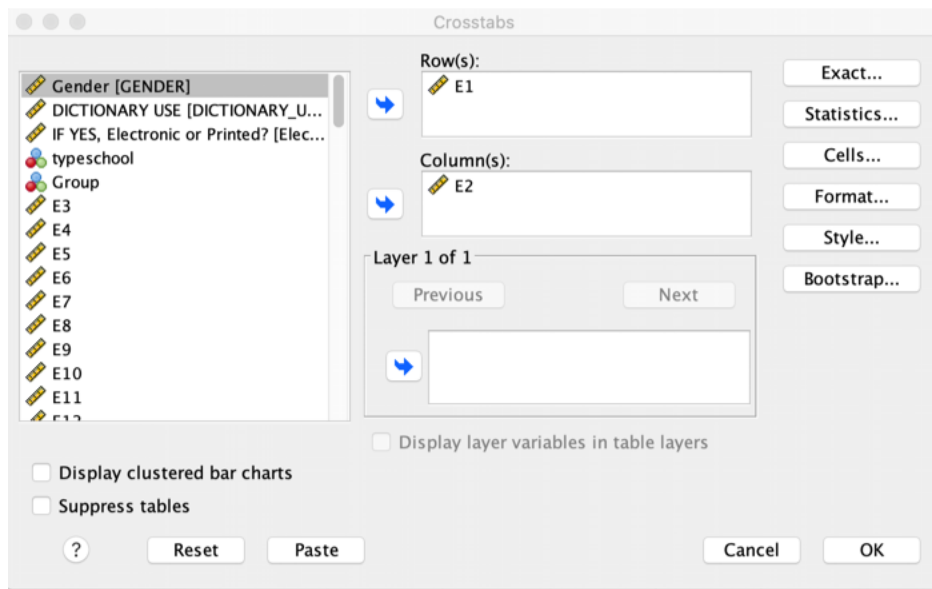 Crosstabs
Gender [GENDER]
DICTIONARY USE [DICTIONARY_U...
IF YES, Electronic or Printed? [Elec...
typeschool
Group
E3
E4
E5
E6
E7
E8
E9
E10
E11
E12
Row(s):
E1
Column(s):
E2
Layer 1 of 1
Previous
Next
Display layer variables in table layers
Exact...
Statistics...
Cells...
Format...
Style...
Bootstrap...
Display clustered bar charts
Suppress tables
?
Reset
Paste
Cancel
OK